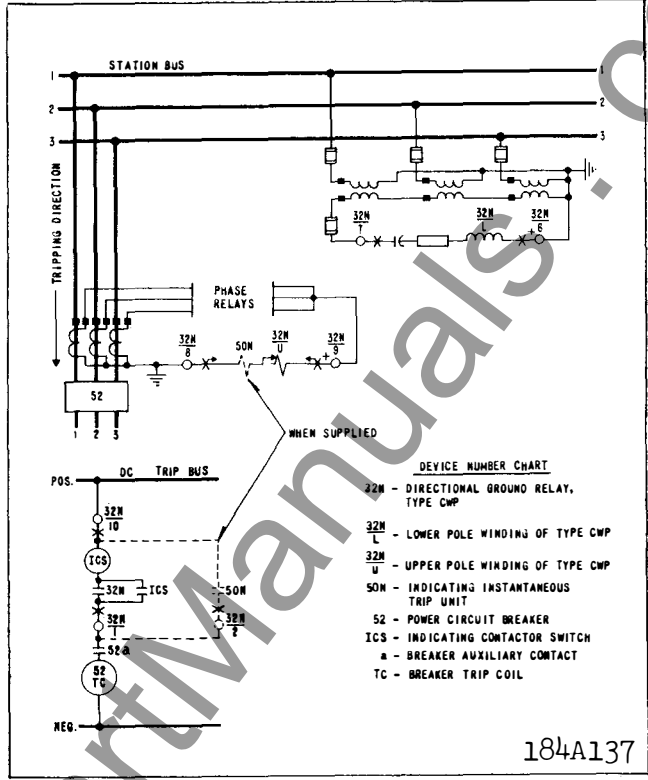 STATION BUS
1
1
2
2
3
3
TRIPPING DIRECTION
32N
7
32N
L
32N
+ 6
PHASE
RELAYS
32N
8
50N
32N
U
32N
+ 9
52
1 2 3
WHEN SUPPLIED
POS. DC TRIP BUS
32N
10
ICS
32N
ICS
50N
32N
1
32N
2
52a
52
TC
NEG.
DEVICE NUMBER CHART
32N - DIRECTIONAL GROUND RELAY,
TYPE CWP
32N
L - LOWER POLE WINDING OF TYPE CWP
32N
U - UPPER POLE WINDING OF TYPE CWP
50N - INDICATING INSTANTANEOUS
TRIP UNIT
52 - POWER CIRCUIT BREAKER
ICS - INDICATING CONTACTOR SWITCH
a - BREAKER AUXILIARY CONTACT
TC - BREAKER TRIP COIL
184A137